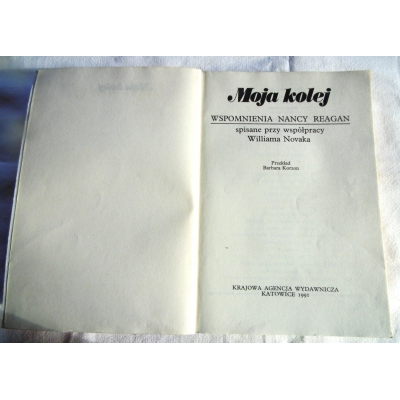 Moja kolej
WSPOMNIENIA NANCY REAGAN
spisane przy współpracy
Williama Novaka
Przekład
Barbara Korzon
KRAJOWA AGENCJA WYDAWNICZA
KATOWICE 1991